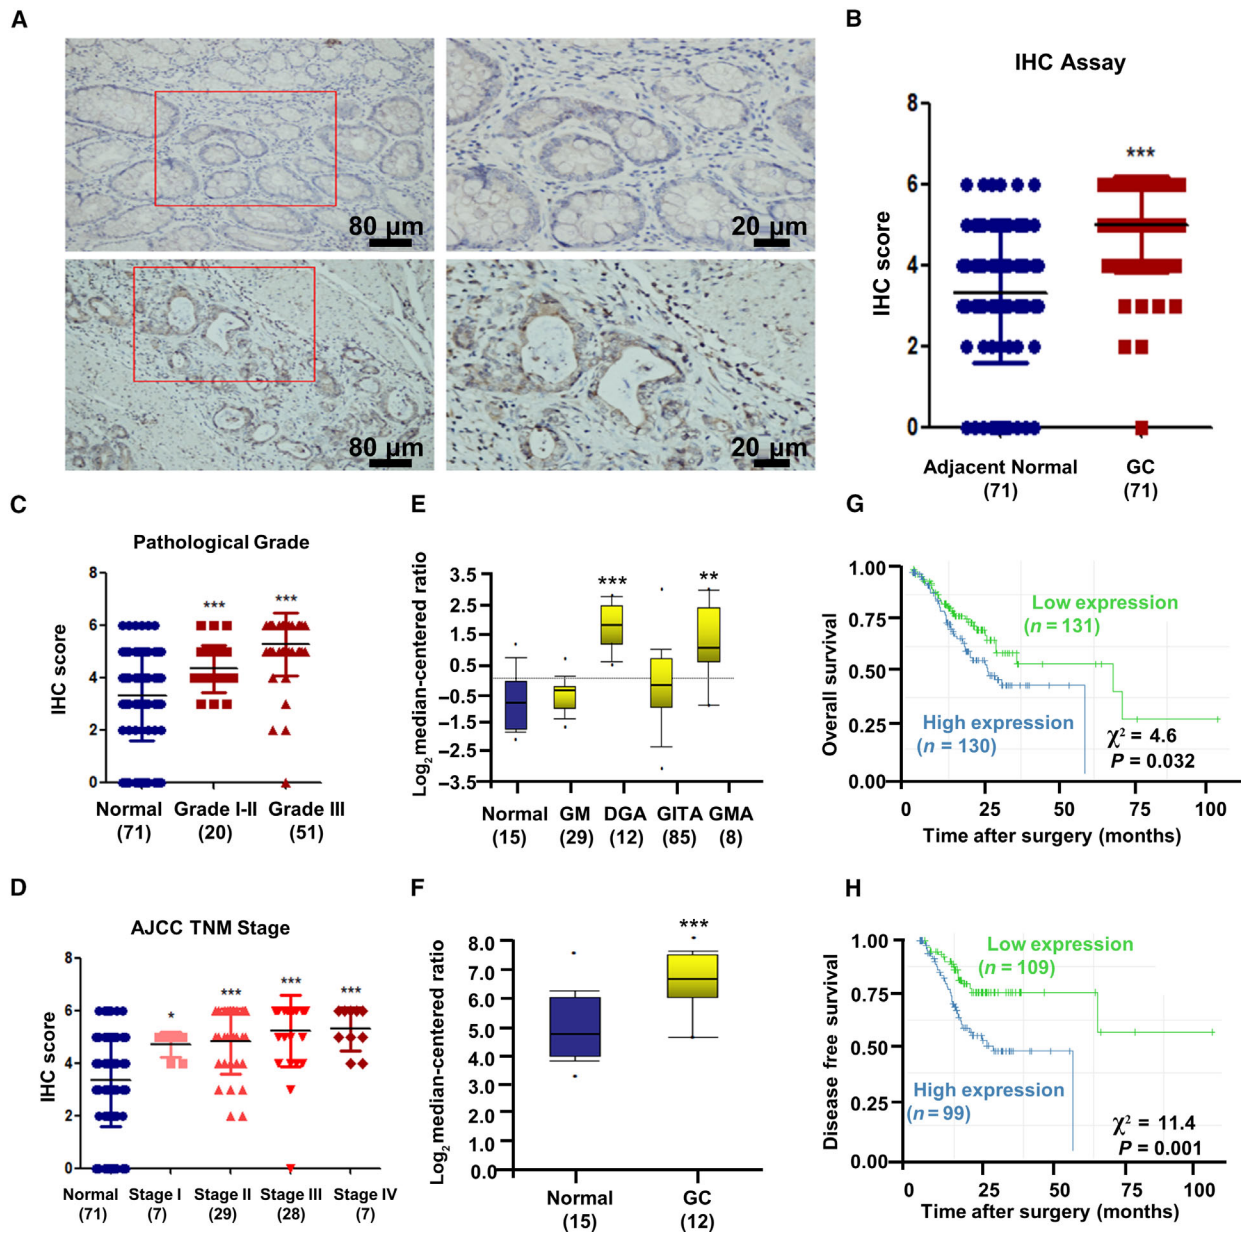 A
80 µm
20 µm
80 µm
20 µm
B
IHC Assay
IHC score
8
6
4
2
0
***
Adjacent Normal
(71)
GC
(71)
C
Pathological Grade
IHC score
8
6
4
2
0
***
***
Normal
(71)
Grade I-II
(20)
Grade III
(51)
E
Log2 median-centered ratio
3.5
2.5
1.5
0.5
−0.5
−1.5
−2.5
−3.5
***
**
Normal
(15)
GM
(29)
DGA
(12)
GITA
(85)
GMA
(8)
G
Overall survival
1.00
0.75
0.50
0.25
0.00
Low expression
(n = 131)
High expression
(n = 130)
χ² = 4.6
P = 0.032
0 25 50 75 100
Time after surgery (months)
D
AJCC TNM Stage
IHC score
8
6
4
2
0
*
***
***
***
Normal
(71)
Stage I
(7)
Stage II
(29)
Stage III
(28)
Stage IV
(7)
F
Log2 median-centered ratio
8.0
7.0
6.0
5.0
4.0
3.0
2.0
1.0
0.0
***
Normal
(15)
GC
(12)
H
Disease free survival
1.00
0.75
0.50
0.25
0.00
Low expression
(n = 109)
High expression
(n = 99)
χ² = 11.4
P = 0.001
0 25 50 75 100
Time after surgery (months)